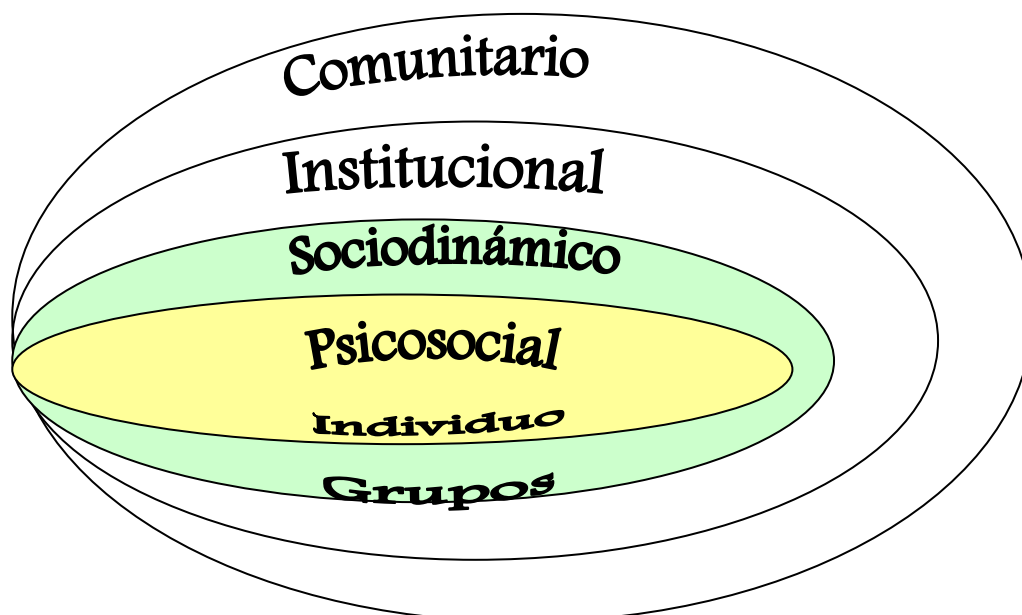 Comunitario
Institucional
Sociodinámico
Psicosocial
Individuo
Grupos